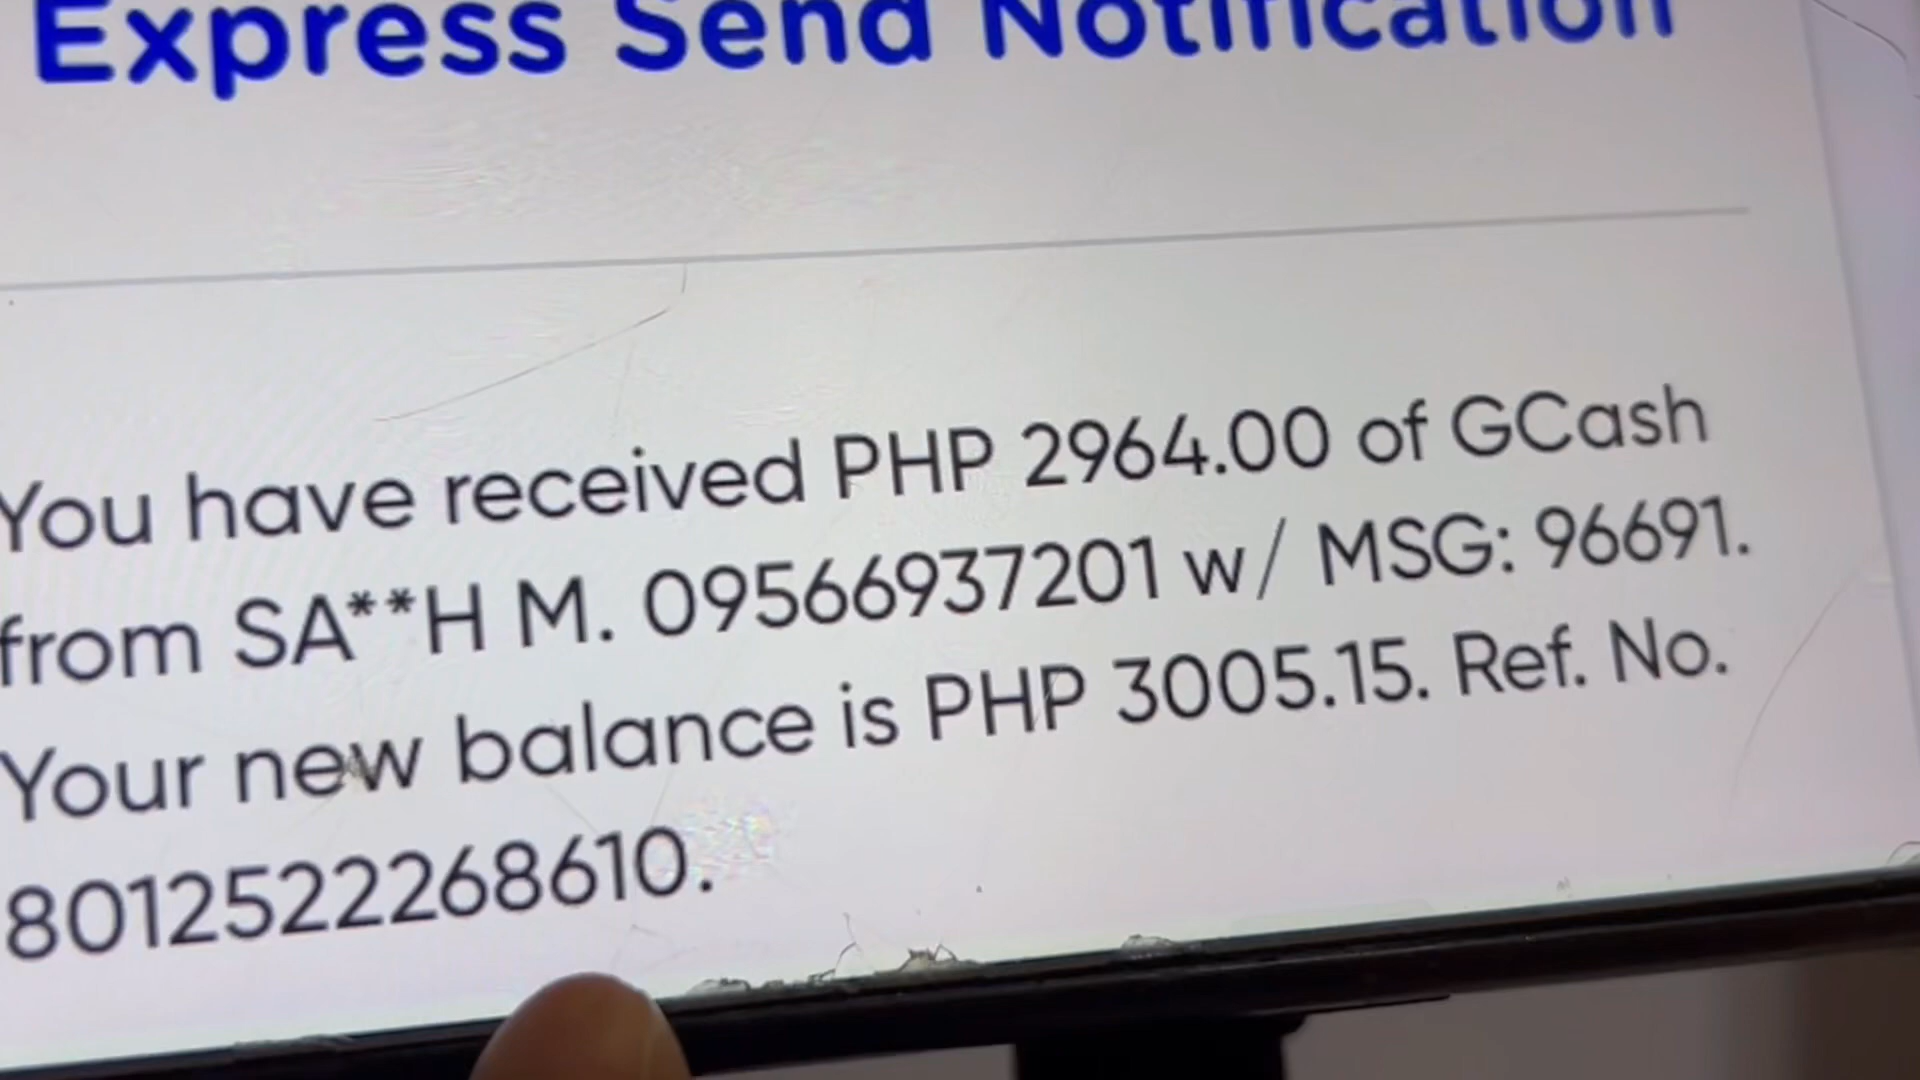 Express Send Notification
You have received PHP 2964.00 of GCash
from SA**H M. 09566937201 w/ MSG: 96691.
Your new balance is PHP 3005.15. Ref. No.
8012522268610.